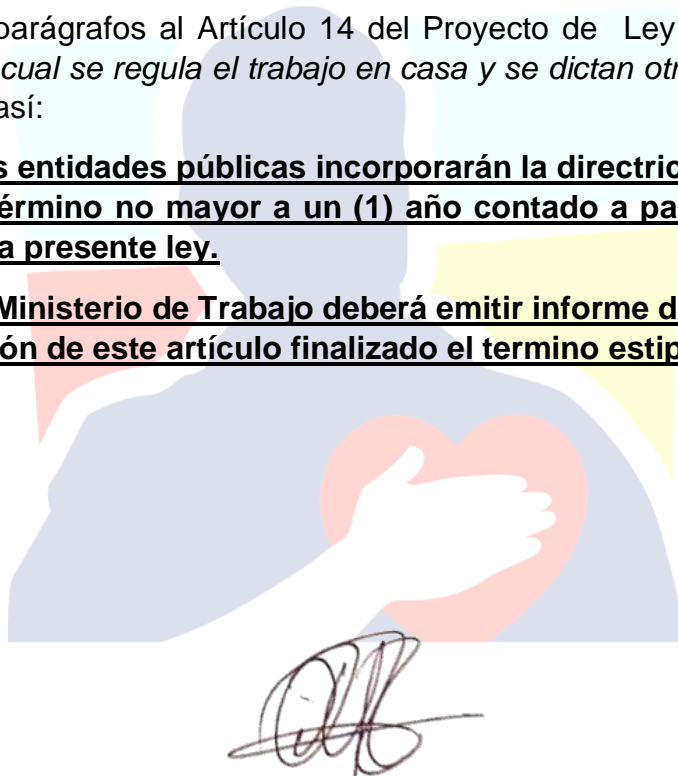 parágrafos al Artículo 14 del Proyecto de Ley
cual se regula el trabajo en casa y se dictan otr
así:
s entidades públicas incorporarán la directric
érmino no mayor a un (1) año contado a pa
a presente ley.
Ministerio de Trabajo deberá emitir informe d
ón de este artículo finalizado el termino estip